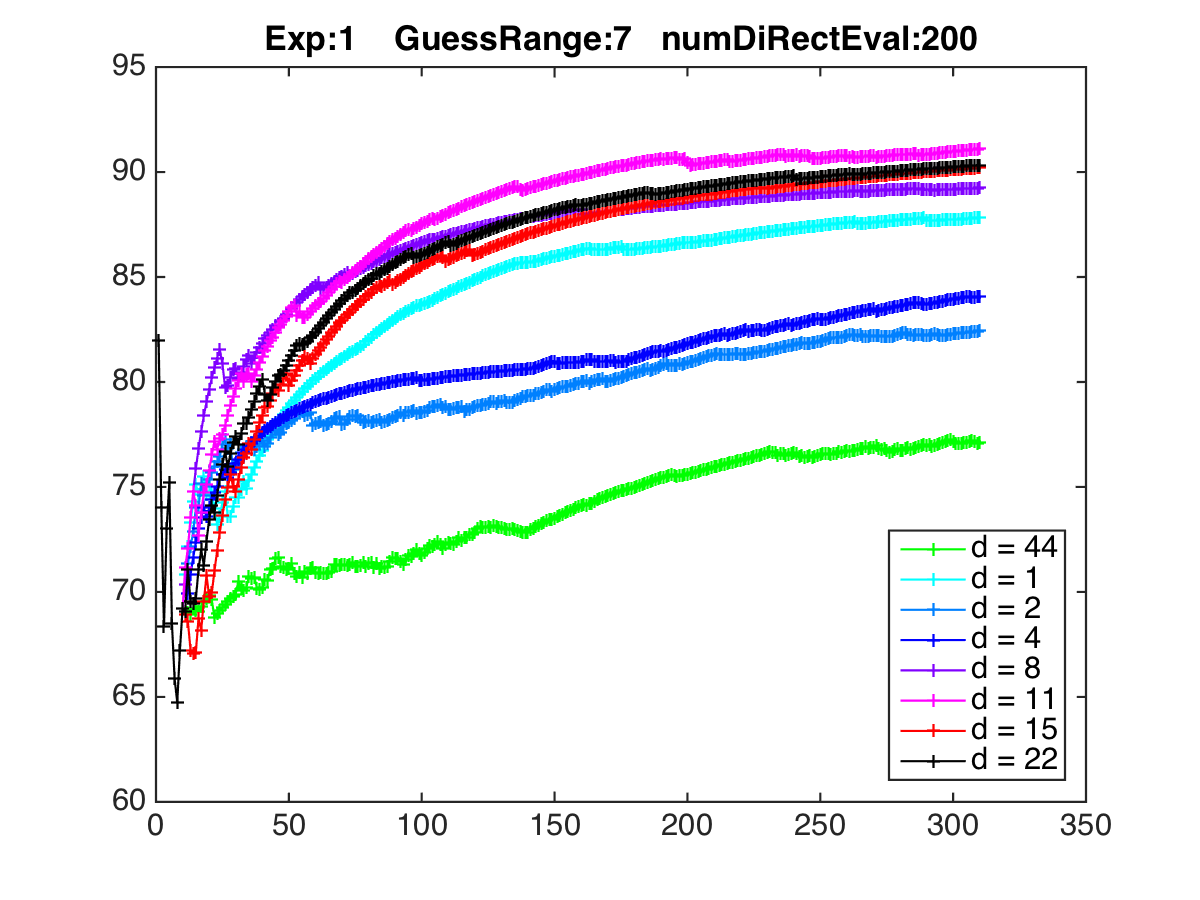 Exp:1 GuessRange:7 numDiRectEval:200
95
90
85
80
75
70
65
60
0 50 100 150 200 250 300 350
d = 44
d = 1
d = 2
d = 4
d = 8
d = 11
d = 15
d = 22